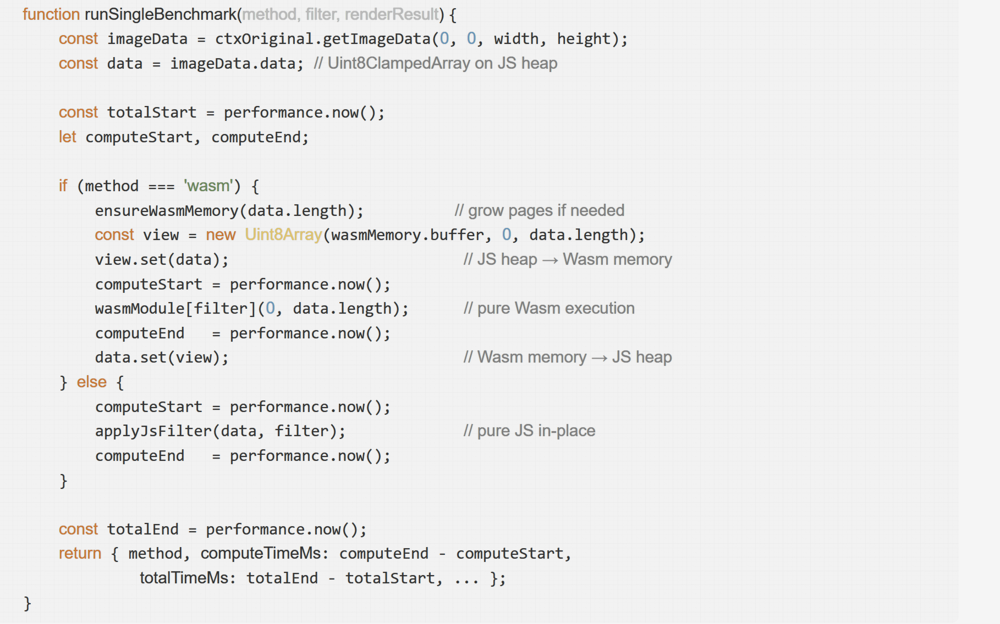 function runSingleBenchmark(method, filter, renderResult) {
const imageData = ctxOriginal.getImageData(0, 0, width, height);
const data = imageData.data; // Uint8ClampedArray on JS heap
const totalStart = performance.now();
let computeStart, computeEnd;
if (method === 'wasm') {
ensureWasmMemory(data.length); // grow pages if needed
const view = new Uint8Array(wasmMemory.buffer, 0, data.length);
view.set(data); // JS heap → Wasm memory
computeStart = performance.now();
wasmModule[filter](0, data.length); // pure Wasm execution
computeEnd = performance.now();
data.set(view); // Wasm memory → JS heap
} else {
computeStart = performance.now();
applyJsFilter(data, filter); // pure JS in-place
computeEnd = performance.now();
}
const totalEnd = performance.now();
return { method, computeTimeMs: computeEnd - computeStart,
totalTimeMs: totalEnd - totalStart, ... };
}